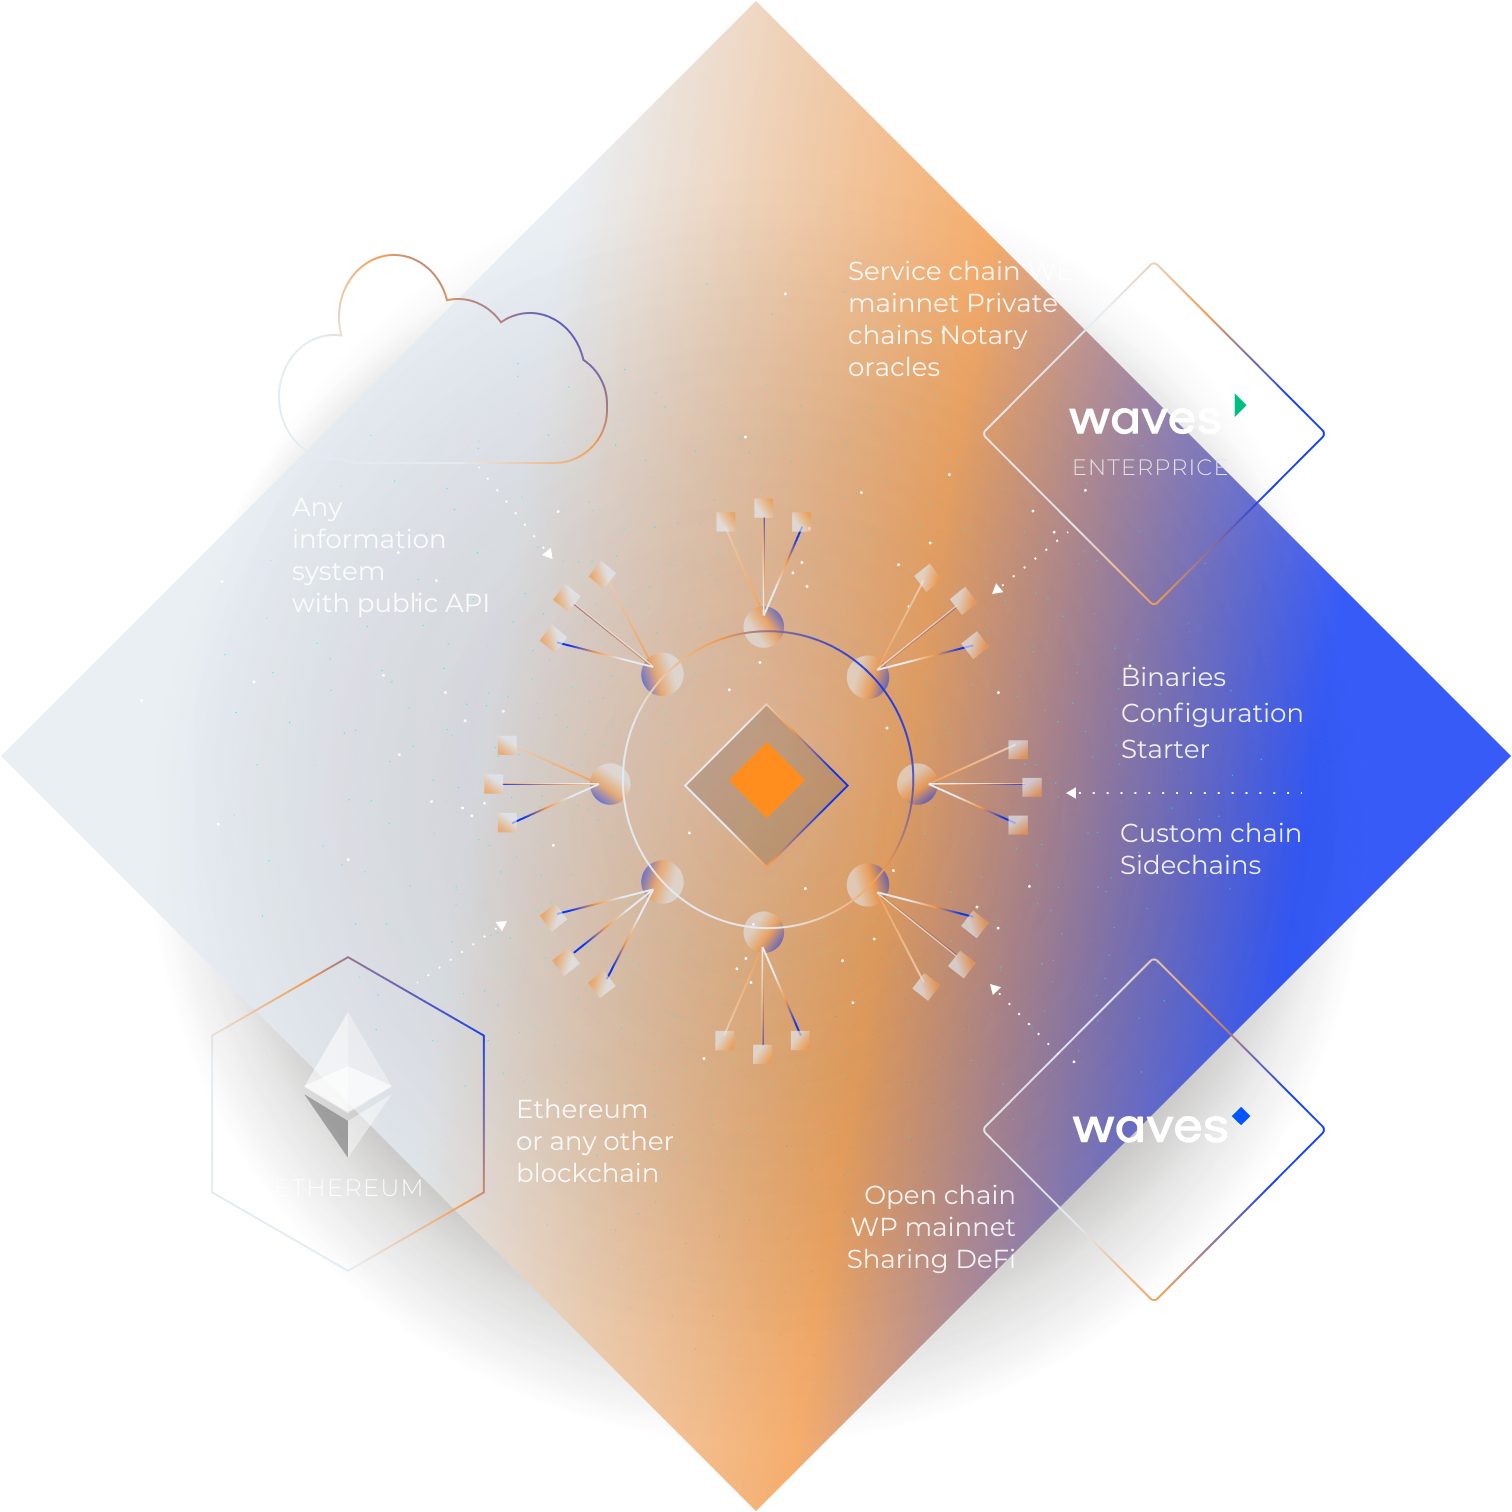 Service chain WE
mainnet Private
chains Notary
oracles
waves
ENTERPRICE
Any
information
system
with public API
Binaries
Configuration
Starter
Custom chain
Sidechains
ETHEREUM
Ethereum
or any other
blockchain
waves
Open chain
WP mainnet
Sharing DeFi